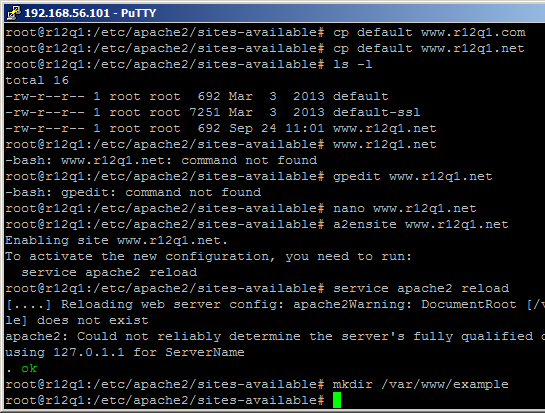 192.168.56.101 - PuTTY
root@r12q1:/etc/apache2/sites-available# cp default www.r12q1.com
root@r12q1:/etc/apache2/sites-available# cp default www.r12q1.net
root@r12q1:/etc/apache2/sites-available# ls -l
total 16
-rw-r--r-- 1 root root  692 Mar  3  2013 default
-rw-r--r-- 1 root root 7251 Mar  3  2013 default-ssl
-rw-r--r-- 1 root root  692 Sep 24 11:01 www.r12q1.net
root@r12q1:/etc/apache2/sites-available# www.r12q1.net
-bash: www.r12q1.net: command not found
root@r12q1:/etc/apache2/sites-available# gpedit www.r12q1.net
-bash: gpedit: command not found
root@r12q1:/etc/apache2/sites-available# nano www.r12q1.net
root@r12q1:/etc/apache2/sites-available# a2ensite www.r12q1.net
Enabling site www.r12q1.net.
To activate the new configuration, you need to run:
  service apache2 reload
root@r12q1:/etc/apache2/sites-available# service apache2 reload
[....] Reloading web server config: apache2Warning: DocumentRoot [/v
le] does not exist
apache2: Could not reliably determine the server's fully qualified
using 127.0.1.1 for ServerName
. ok
root@r12q1:/etc/apache2/sites-available# mkdir /var/www/example
root@r12q1:/etc/apache2/sites-available#